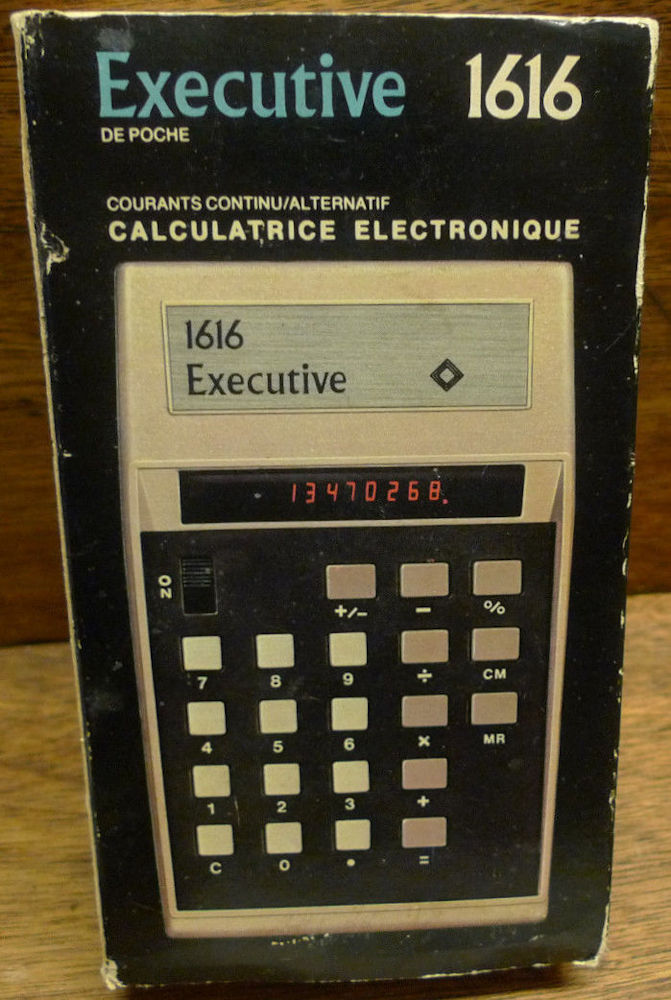 Executive 1616
DE POCHE
COURANTS CONTINU/ALTERNATIF
CALCULATRICE ELECTRONIQUE
1616
Executive
13470268.
ON
+/− − %
7 8 9 ÷ CM
4 5 6 × MR
1 2 3 +
C 0 • =